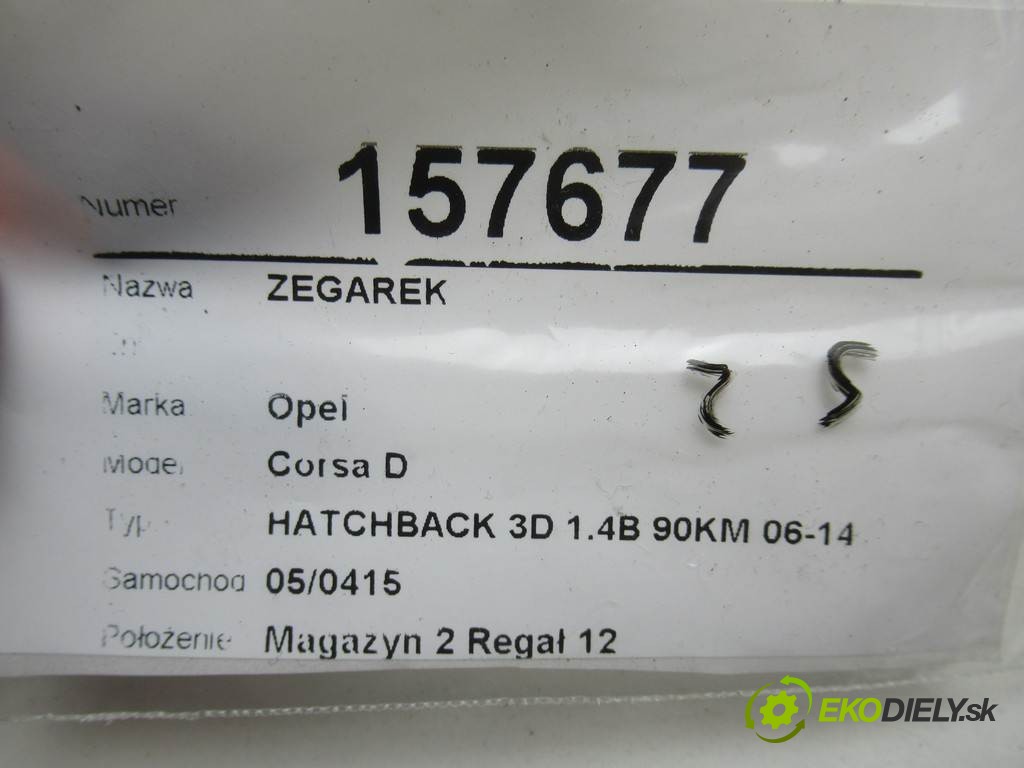 Numer 157677
Nazwa ZEGAREK
Marka Opel
Model Corsa D
Typ HATCHBACK 3D 1.4B 90KM 06-14
Samochod 05/0415
Położenie Magazyn 2 Regał 12
EKODIELY.sk